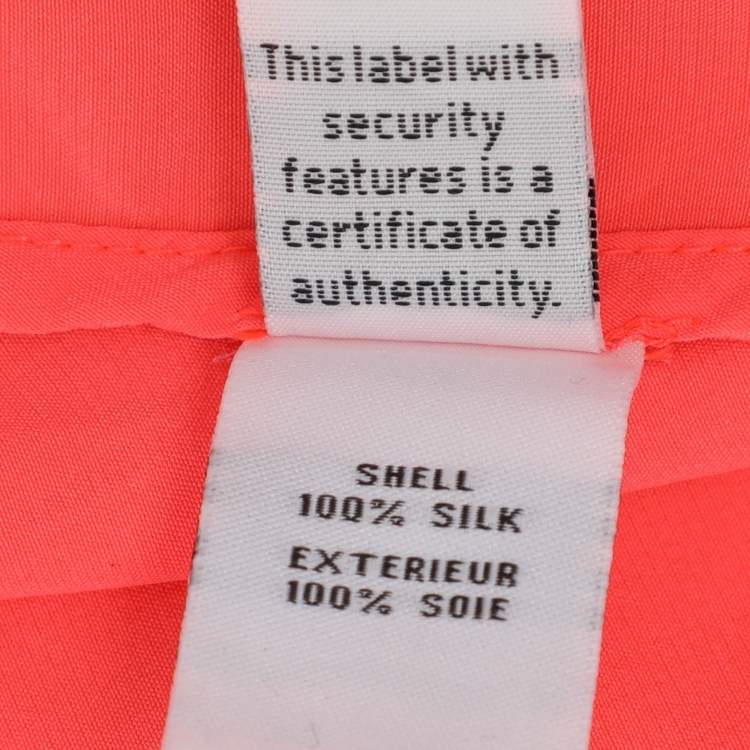 This label with
security
features is a
certificate of
authenticity.
SHELL
100% SILK
EXTERIEUR
100% SOIE